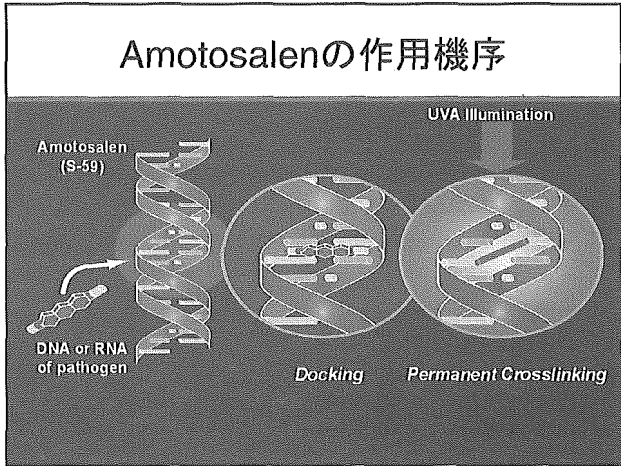 Amotosalenの作用機序
UVA Illumination
Amotosalen
(S-59)
DNA or RNA
of pathogen
Docking
Permanent Crosslinking